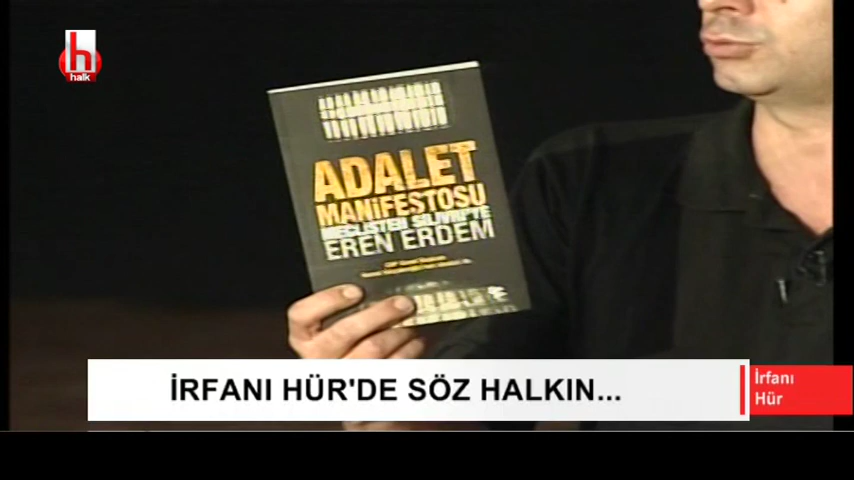 h
halk
ADALET
MANİFESTOSU
MECLİSTEN SİLİVRİ'YE
EREN ERDEM
İRFANI HÜR'DE SÖZ HALKIN...
İrfanı
Hür